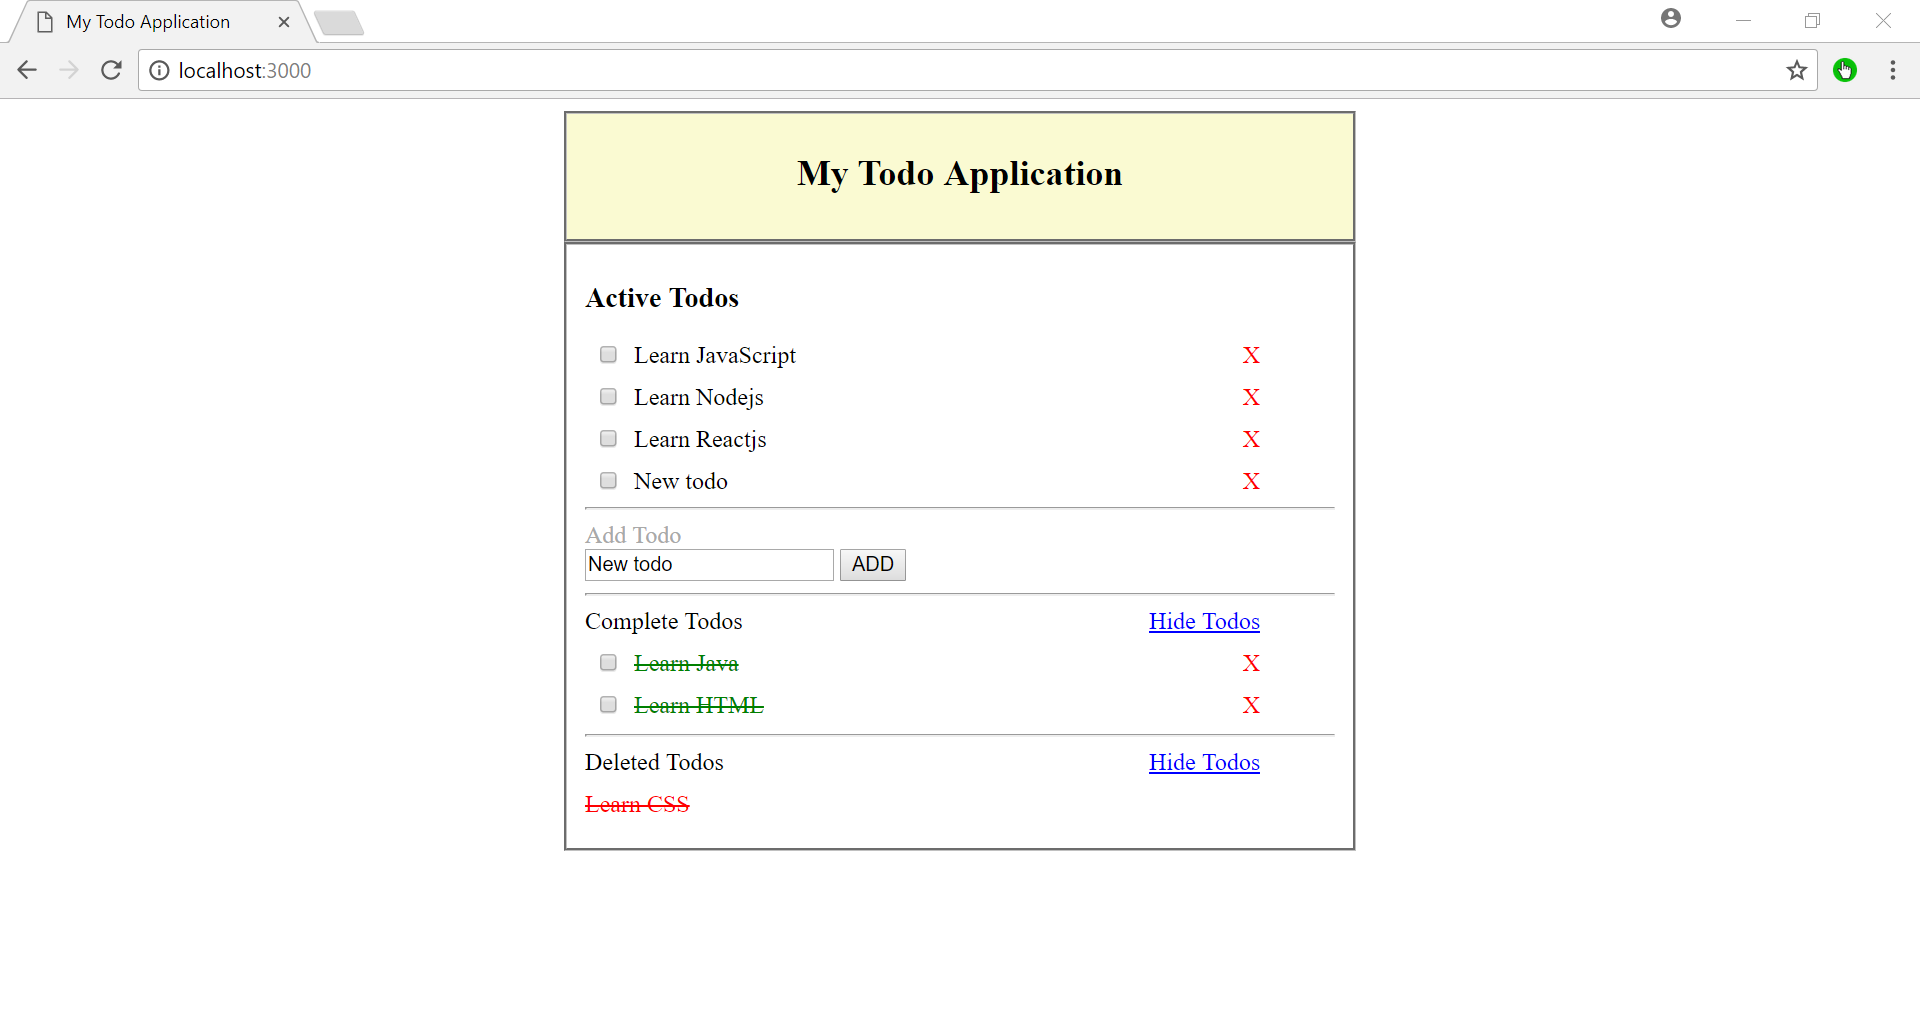 My Todo Application
localhost:3000
My Todo Application
Active Todos
Learn JavaScript X
Learn Nodejs X
Learn Reactjs X
New todo X
Add Todo
New todo ADD
Complete Todos Hide Todos
Learn Java X
Learn HTML X
Deleted Todos Hide Todos
Learn CSS